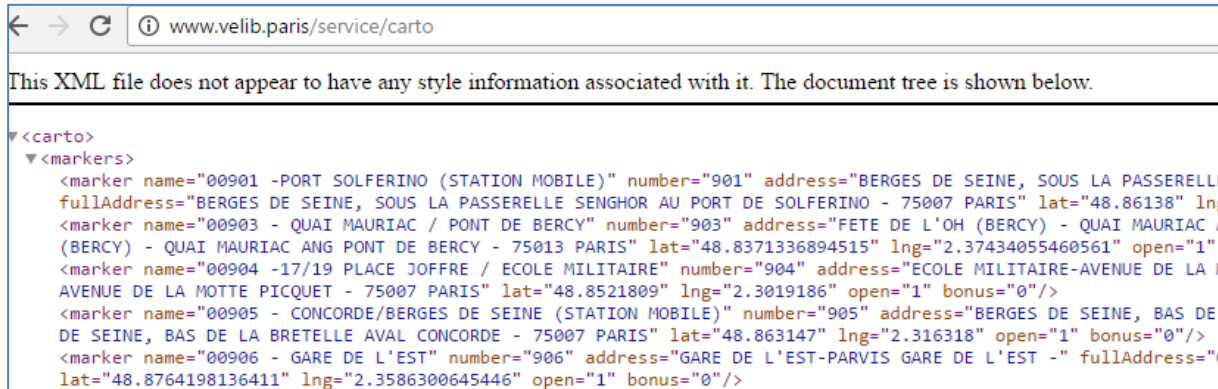 www.velib.paris/service/carto
This XML file does not appear to have any style information associated with it. The document tree is shown below.
▼<carto>
▼<markers>
<marker name="00901 -PORT SOLFERINO (STATION MOBILE)" number="901" address="BERGES DE SEINE, SOUS LA PASSERELL
fullAddress="BERGES DE SEINE, SOUS LA PASSERELLE SENGHOR AU PORT DE SOLFERINO - 75007 PARIS" lat="48.86138" ln
<marker name="00903 - QUAI MAURIAC / PONT DE BERCY" number="903" address="FETE DE L'OH (BERCY) - QUAI MAURIAC
(BERCY) - QUAI MAURIAC ANG PONT DE BERCY - 75013 PARIS" lat="48.8371336894515" lng="2.37434055460561" open="1"
<marker name="00904 -17/19 PLACE JOFFRE / ECOLE MILITAIRE" number="904" address="ECOLE MILITAIRE-AVENUE DE LA
AVENUE DE LA MOTTE PICQUET - 75007 PARIS" lat="48.8521809" lng="2.3019186" open="1" bonus="0"/>
<marker name="00905 - CONCORDE/BERGES DE SEINE (STATION MOBILE)" number="905" address="BERGES DE SEINE, BAS DE
DE SEINE, BAS DE LA BRETELLE AVAL CONCORDE - 75007 PARIS" lat="48.863147" lng="2.316318" open="1" bonus="0"/>
<marker name="00906 - GARE DE L'EST" number="906" address="GARE DE L'EST-PARVIS GARE DE L'EST -" fullAddress="
lat="48.8764198136411" lng="2.3586300645446" open="1" bonus="0"/>